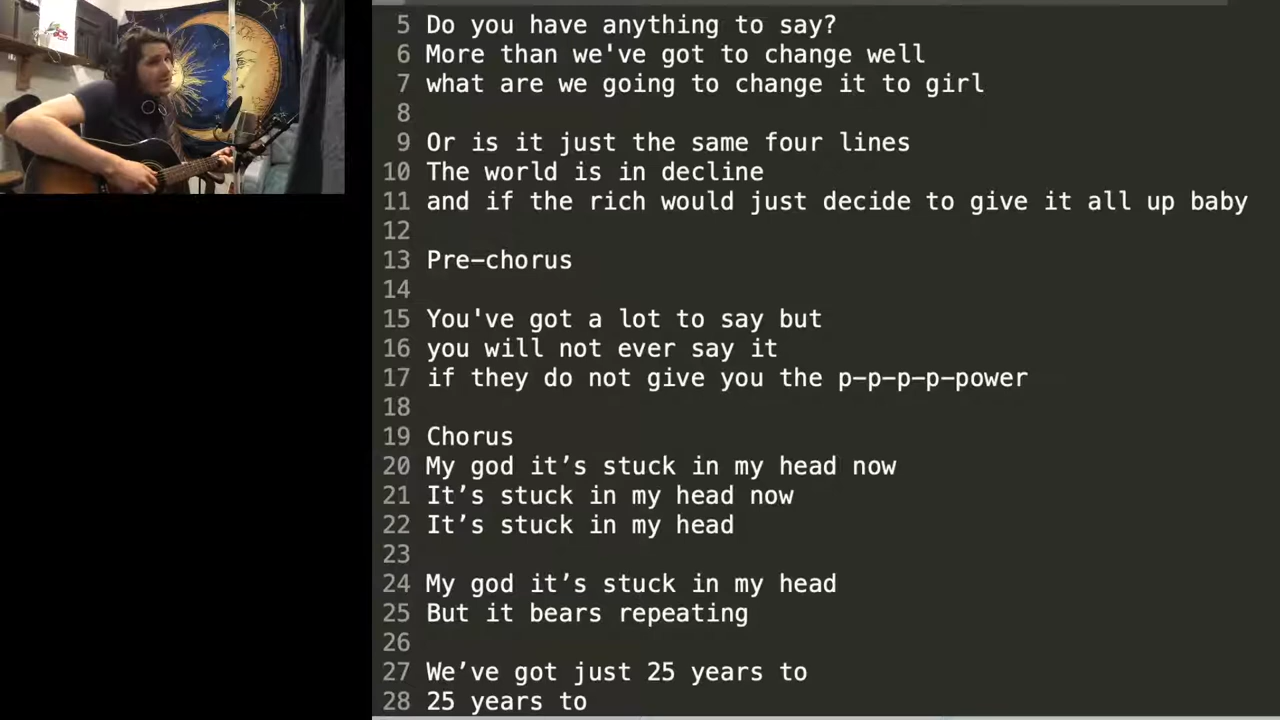 5 Do you have anything to say?
6 More than we've got to change well
7 what are we going to change it to girl
8
9 Or is it just the same four lines
10 The world is in decline
11 and if the rich would just decide to give it all up baby
12
13 Pre-chorus
14
15 You've got a lot to say but
16 you will not ever say it
17 if they do not give you the p-p-p-p-power
18
19 Chorus
20 My god it’s stuck in my head now
21 It’s stuck in my head now
22 It’s stuck in my head
23
24 My god it’s stuck in my head
25 But it bears repeating
26
27 We’ve got just 25 years to
28 25 years to